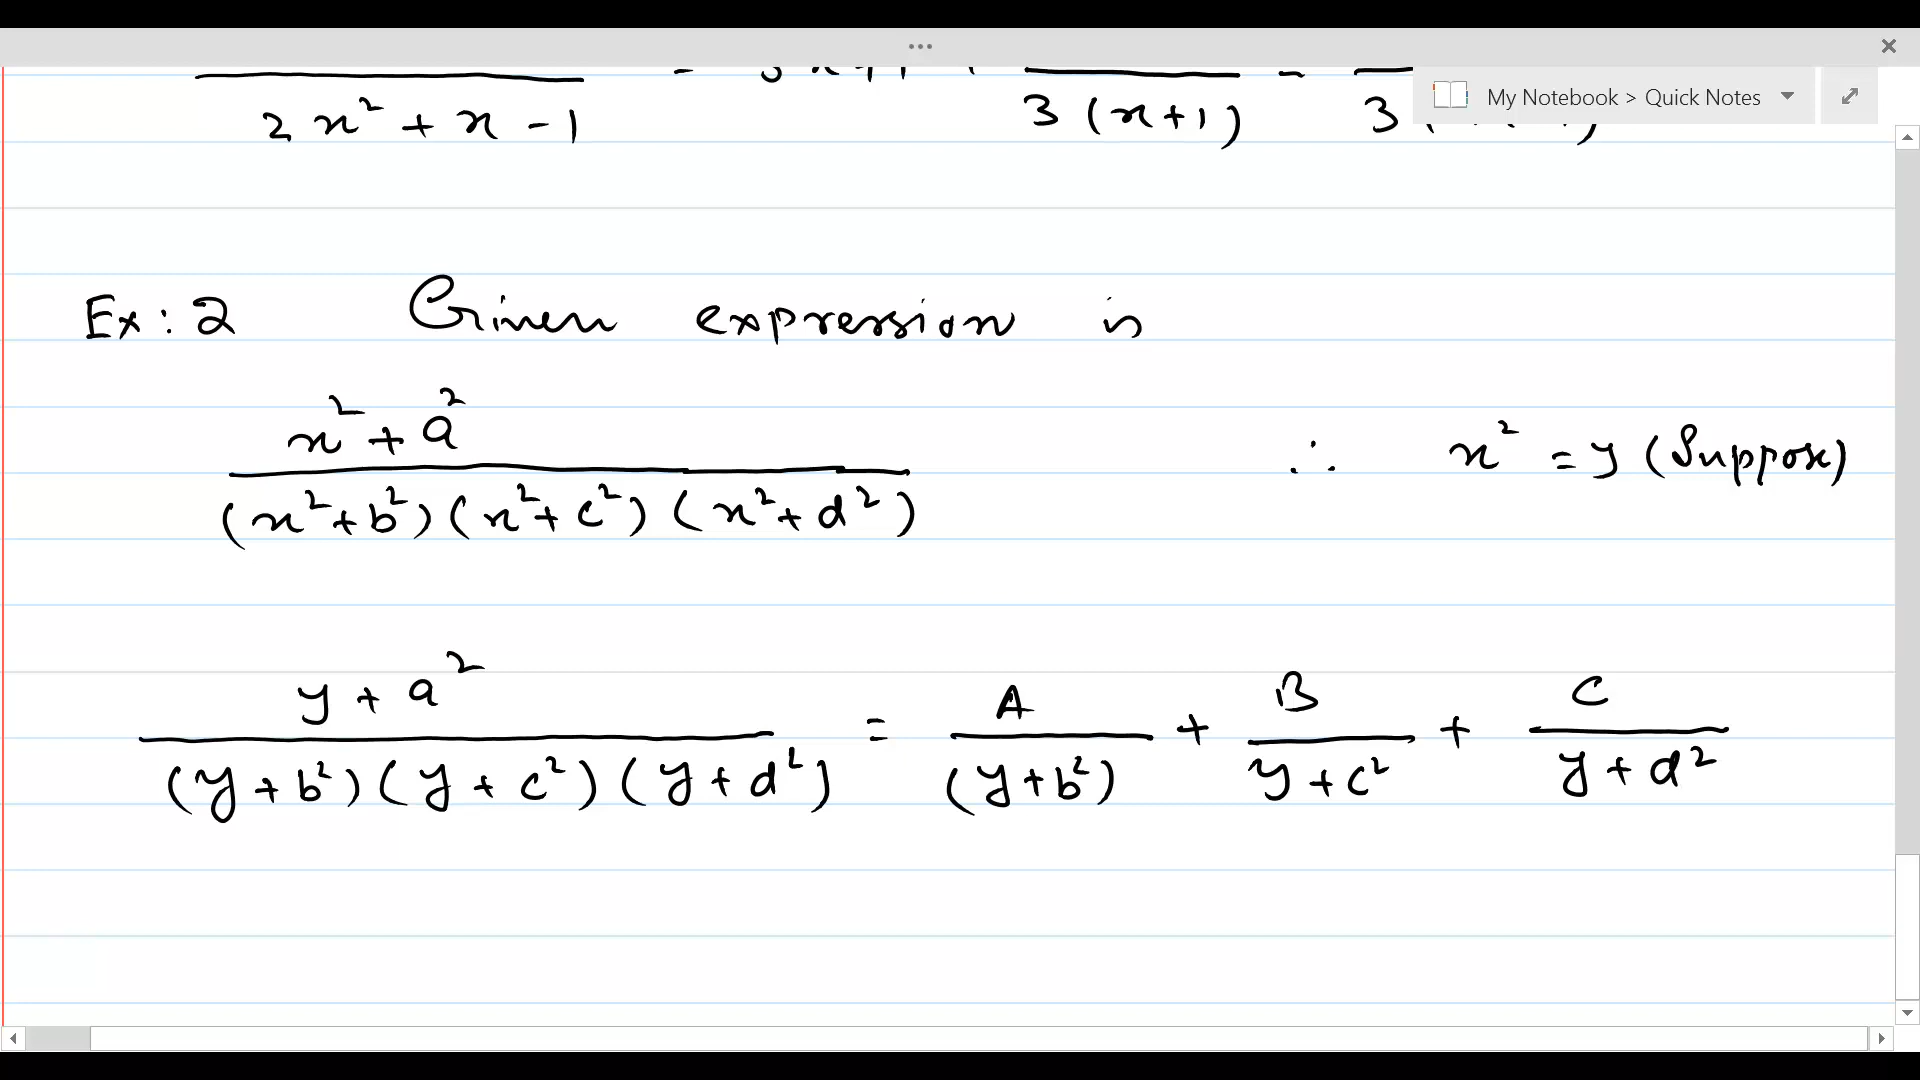 My Notebook > Quick Notes
2x² + x - 1    3(x+1)    3
Ex: 2    Given expression is
x² + a²
(x²+b²)(x²+c²)(x²+d²)    ∴ x² = y (Suppose)
y + a²    =    A    +    B    +    C
(y+b²)(y+c²)(y+d²)    (y+b²)    y+c²    y+d²